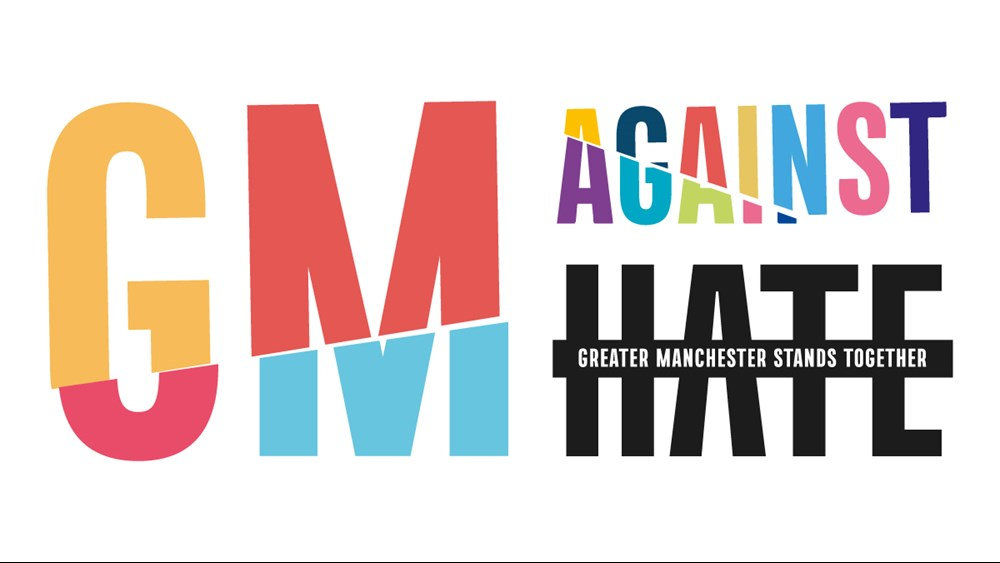 GM
AGAINST
HATE
GREATER MANCHESTER STANDS TOGETHER